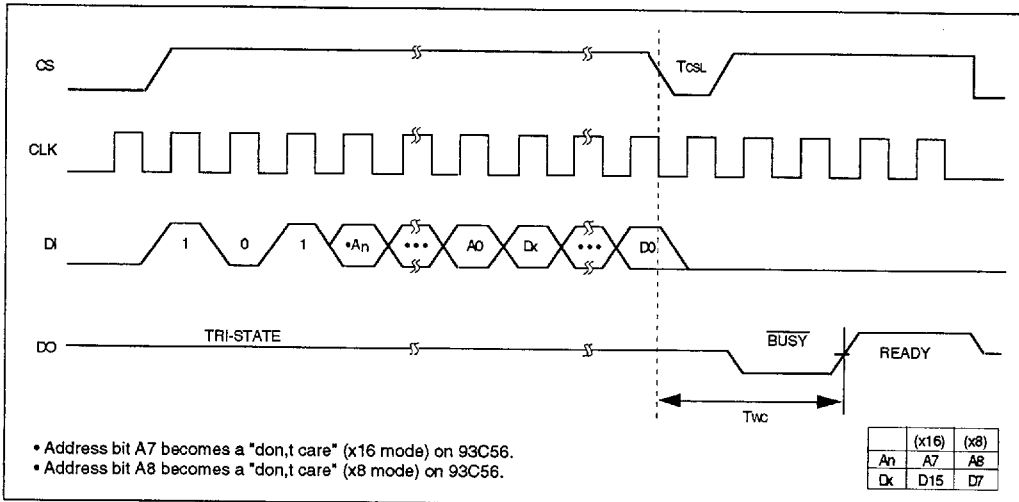 CS
TCSL
CLK
DI
1 0 1 •An ••• A0 Dx ••• D0
DO
TRI-STATE
BUSY
READY
TWC
• Address bit A7 becomes a "don,t care" (x16 mode) on 93C56.
• Address bit A8 becomes a "don,t care" (x8 mode) on 93C56.
(x16) (x8)
An A7 A8
Dx D15 D7